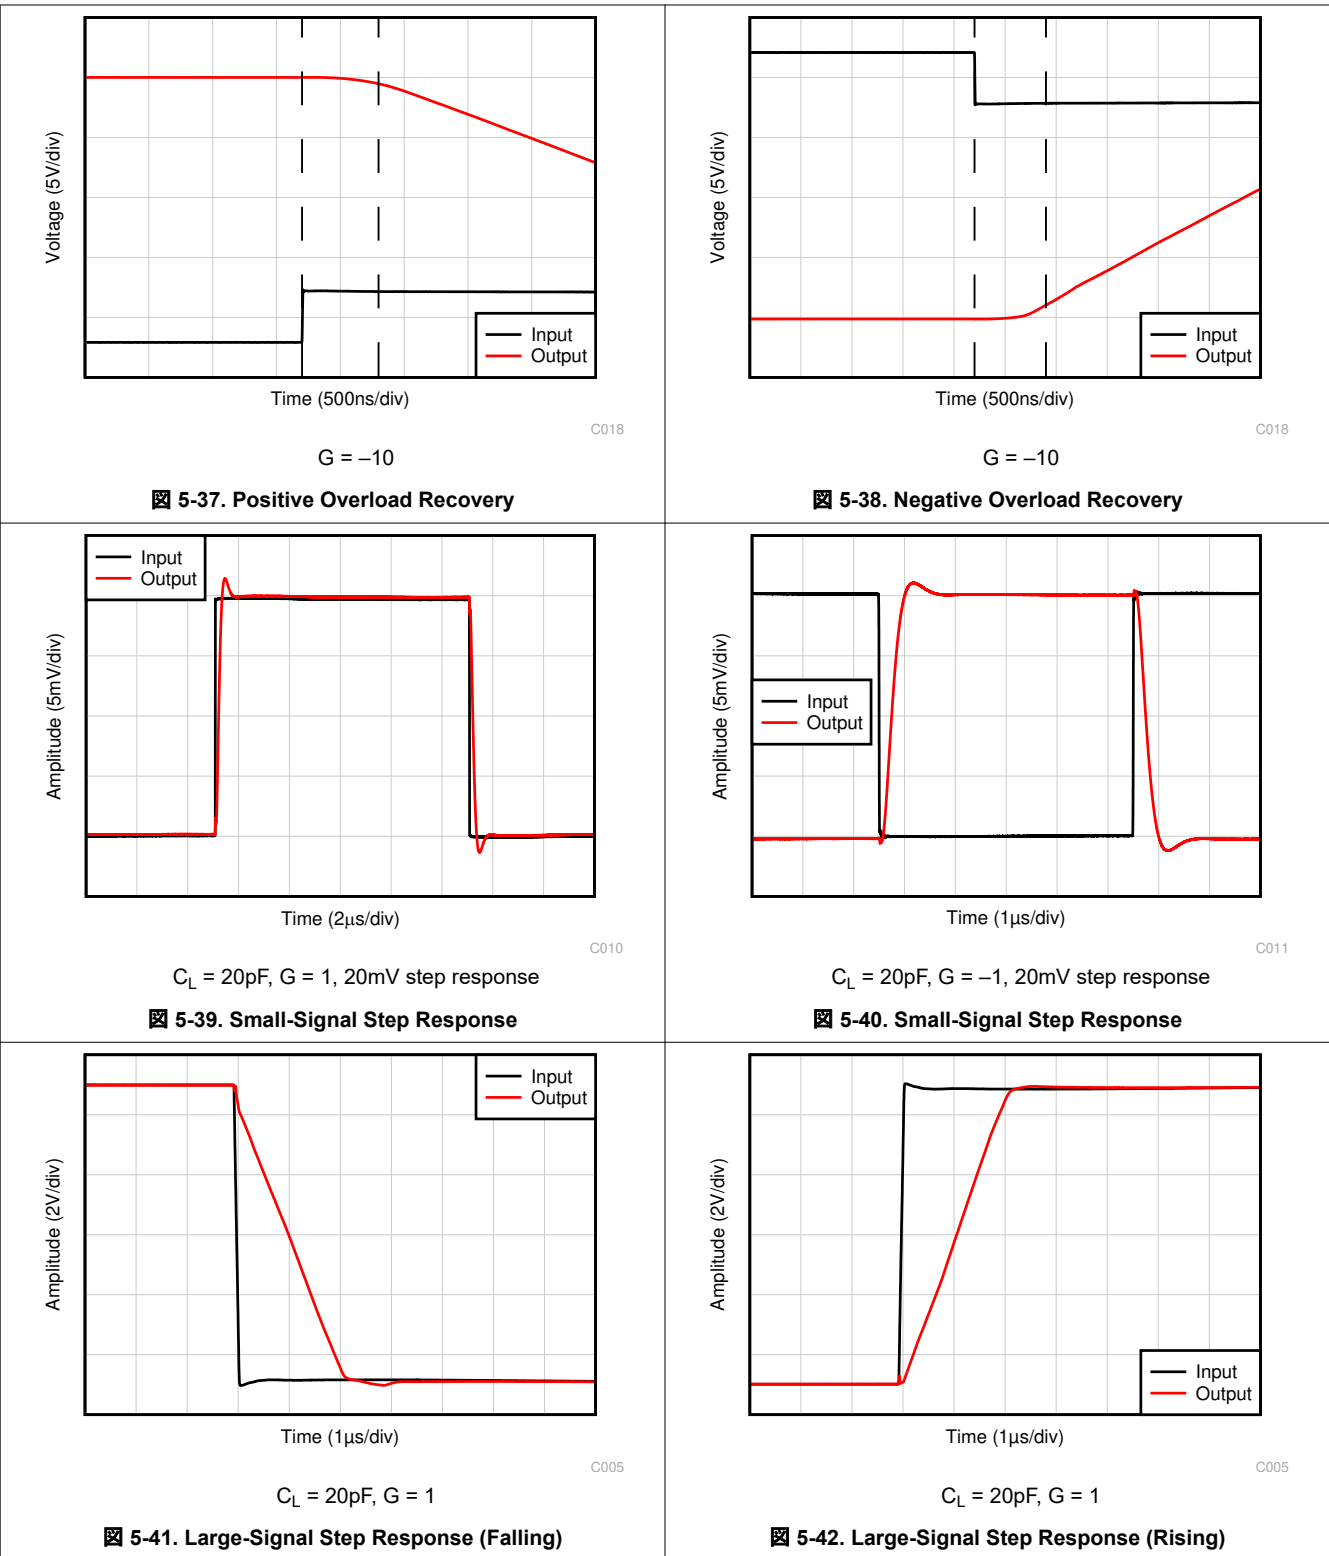 Voltage (5V/div)
Input
Output
Time (500ns/div)
C018
G = –10
図 5-37. Positive Overload Recovery
Voltage (5V/div)
Input
Output
Time (500ns/div)
C018
G = –10
図 5-38. Negative Overload Recovery
Input
Output
Amplitude (5mV/div)
Time (2μs/div)
C010
CL = 20pF, G = 1, 20mV step response
図 5-39. Small-Signal Step Response
Amplitude (5mV/div)
Input
Output
Time (1μs/div)
C011
CL = 20pF, G = –1, 20mV step response
図 5-40. Small-Signal Step Response
Input
Output
Amplitude (2V/div)
Time (1μs/div)
C005
CL = 20pF, G = 1
図 5-41. Large-Signal Step Response (Falling)
Amplitude (2V/div)
Input
Output
Time (1μs/div)
C005
CL = 20pF, G = 1
図 5-42. Large-Signal Step Response (Rising)